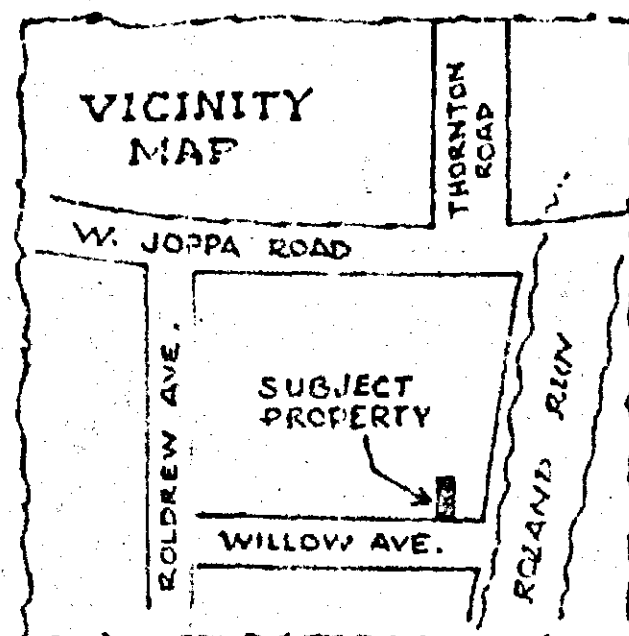 VICINITY
MAP
THORNTON
ROAD
W. JOPPA ROAD
ROLDREW AVE.
SUBJECT
PROPERTY
WILLOW AVE.
ROLAND RUN